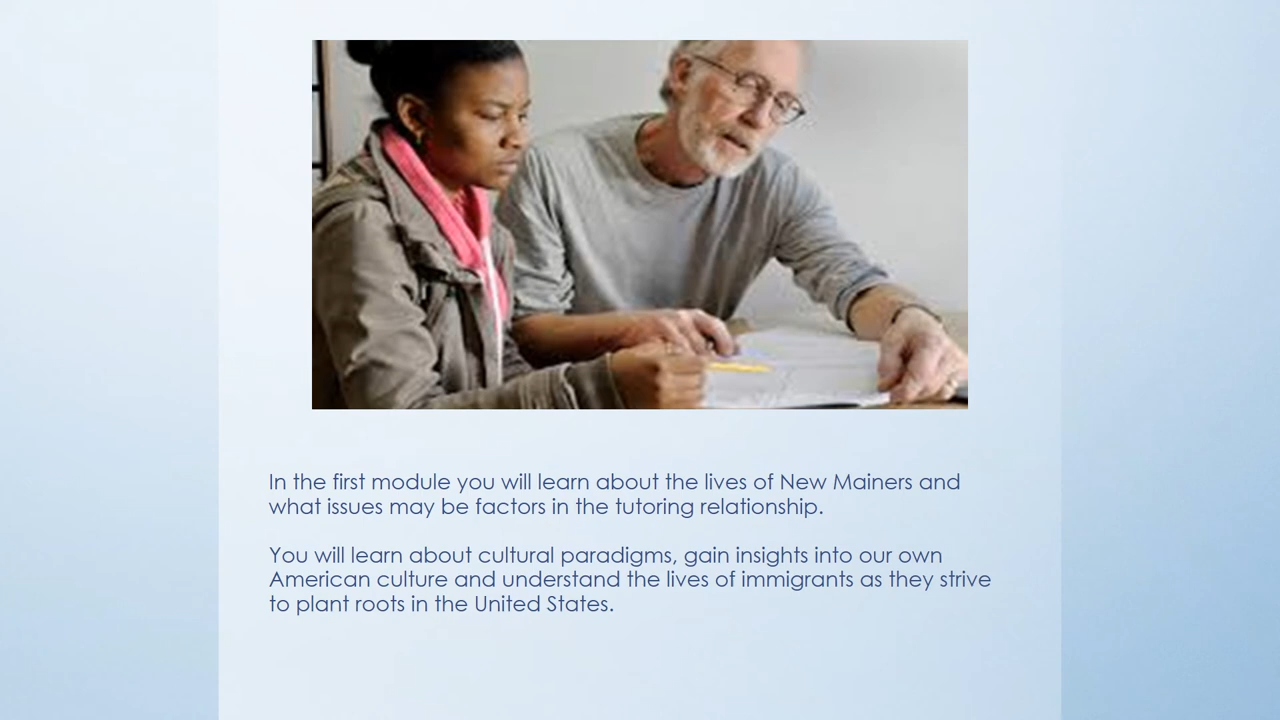 In the first module you will learn about the lives of New Mainers and
what issues may be factors in the tutoring relationship.
You will learn about cultural paradigms, gain insights into our own
American culture and understand the lives of immigrants as they strive
to plant roots in the United States.